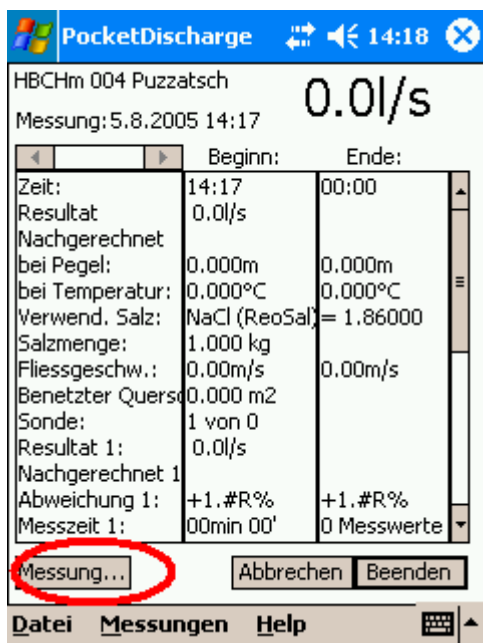 PocketDischarge 14:18
HBCHm 004 Puzzatsch
0.0l/s
Messung: 5.8.2005 14:17
Beginn: Ende:
Zeit: 14:17 00:00
Resultat 0.0l/s
Nachgerechnet
bei Pegel: 0.000m 0.000m
bei Temperatur: 0.000°C 0.000°C
Verwend. Salz: NaCl (ReoSal) = 1.86000
Salzmenge: 1.000 kg
Fliessgeschw.: 0.00m/s 0.00m/s
Benetzter Quersc 0.000 m2
Sonde: 1 von 0
Resultat 1: 0.0l/s
Nachgerechnet 1
Abweichung 1: +1.#R% +1.#R%
Messzeit 1: 00min 00' 0 Messwerte
Messung... Abbrechen Beenden
Datei Messungen Help